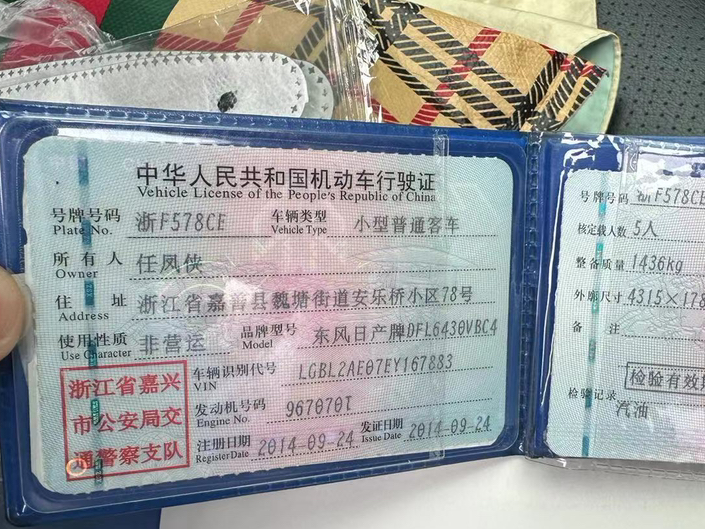 中华人民共和国机动车行驶证
Vehicle License of the People's Republic of China
号牌号码 浙F578CE 车辆类型 小型普通客车
Plate No. Vehicle Type
所有人 任凤侠
Owner
住址 浙江省嘉善县魏塘街道安乐桥小区78号
Address
使用性质 非营运 品牌型号 东风日产牌DFL6430VBC4
Use Character Model
浙江省嘉兴
市公安局交
通警察支队
车辆识别代号 LGBL2AE07EY167883
VIN
发动机号码 967070T
Engine No.
注册日期 2014-09-24 发证日期 2014-09-24
Register Date Issue Date
号牌号码 浙F578CE
核定载人数 5人
整备质量 1436kg
外廓尺寸 4315×178
备注
检验有效期
检验记录
汽油